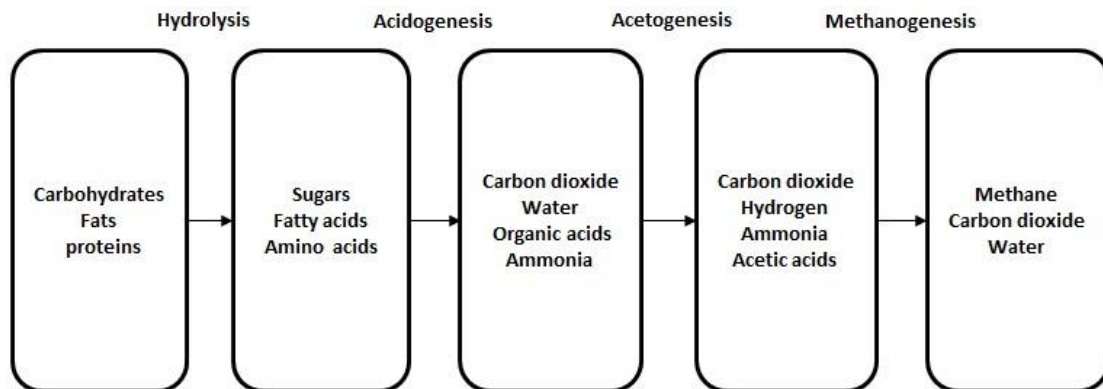 Hydrolysis
Acidogenesis
Acetogenesis
Methanogenesis
Carbohydrates
Fats
proteins
Sugars
Fatty acids
Amino acids
Carbon dioxide
Water
Organic acids
Ammonia
Carbon dioxide
Hydrogen
Ammonia
Acetic acids
Methane
Carbon dioxide
Water